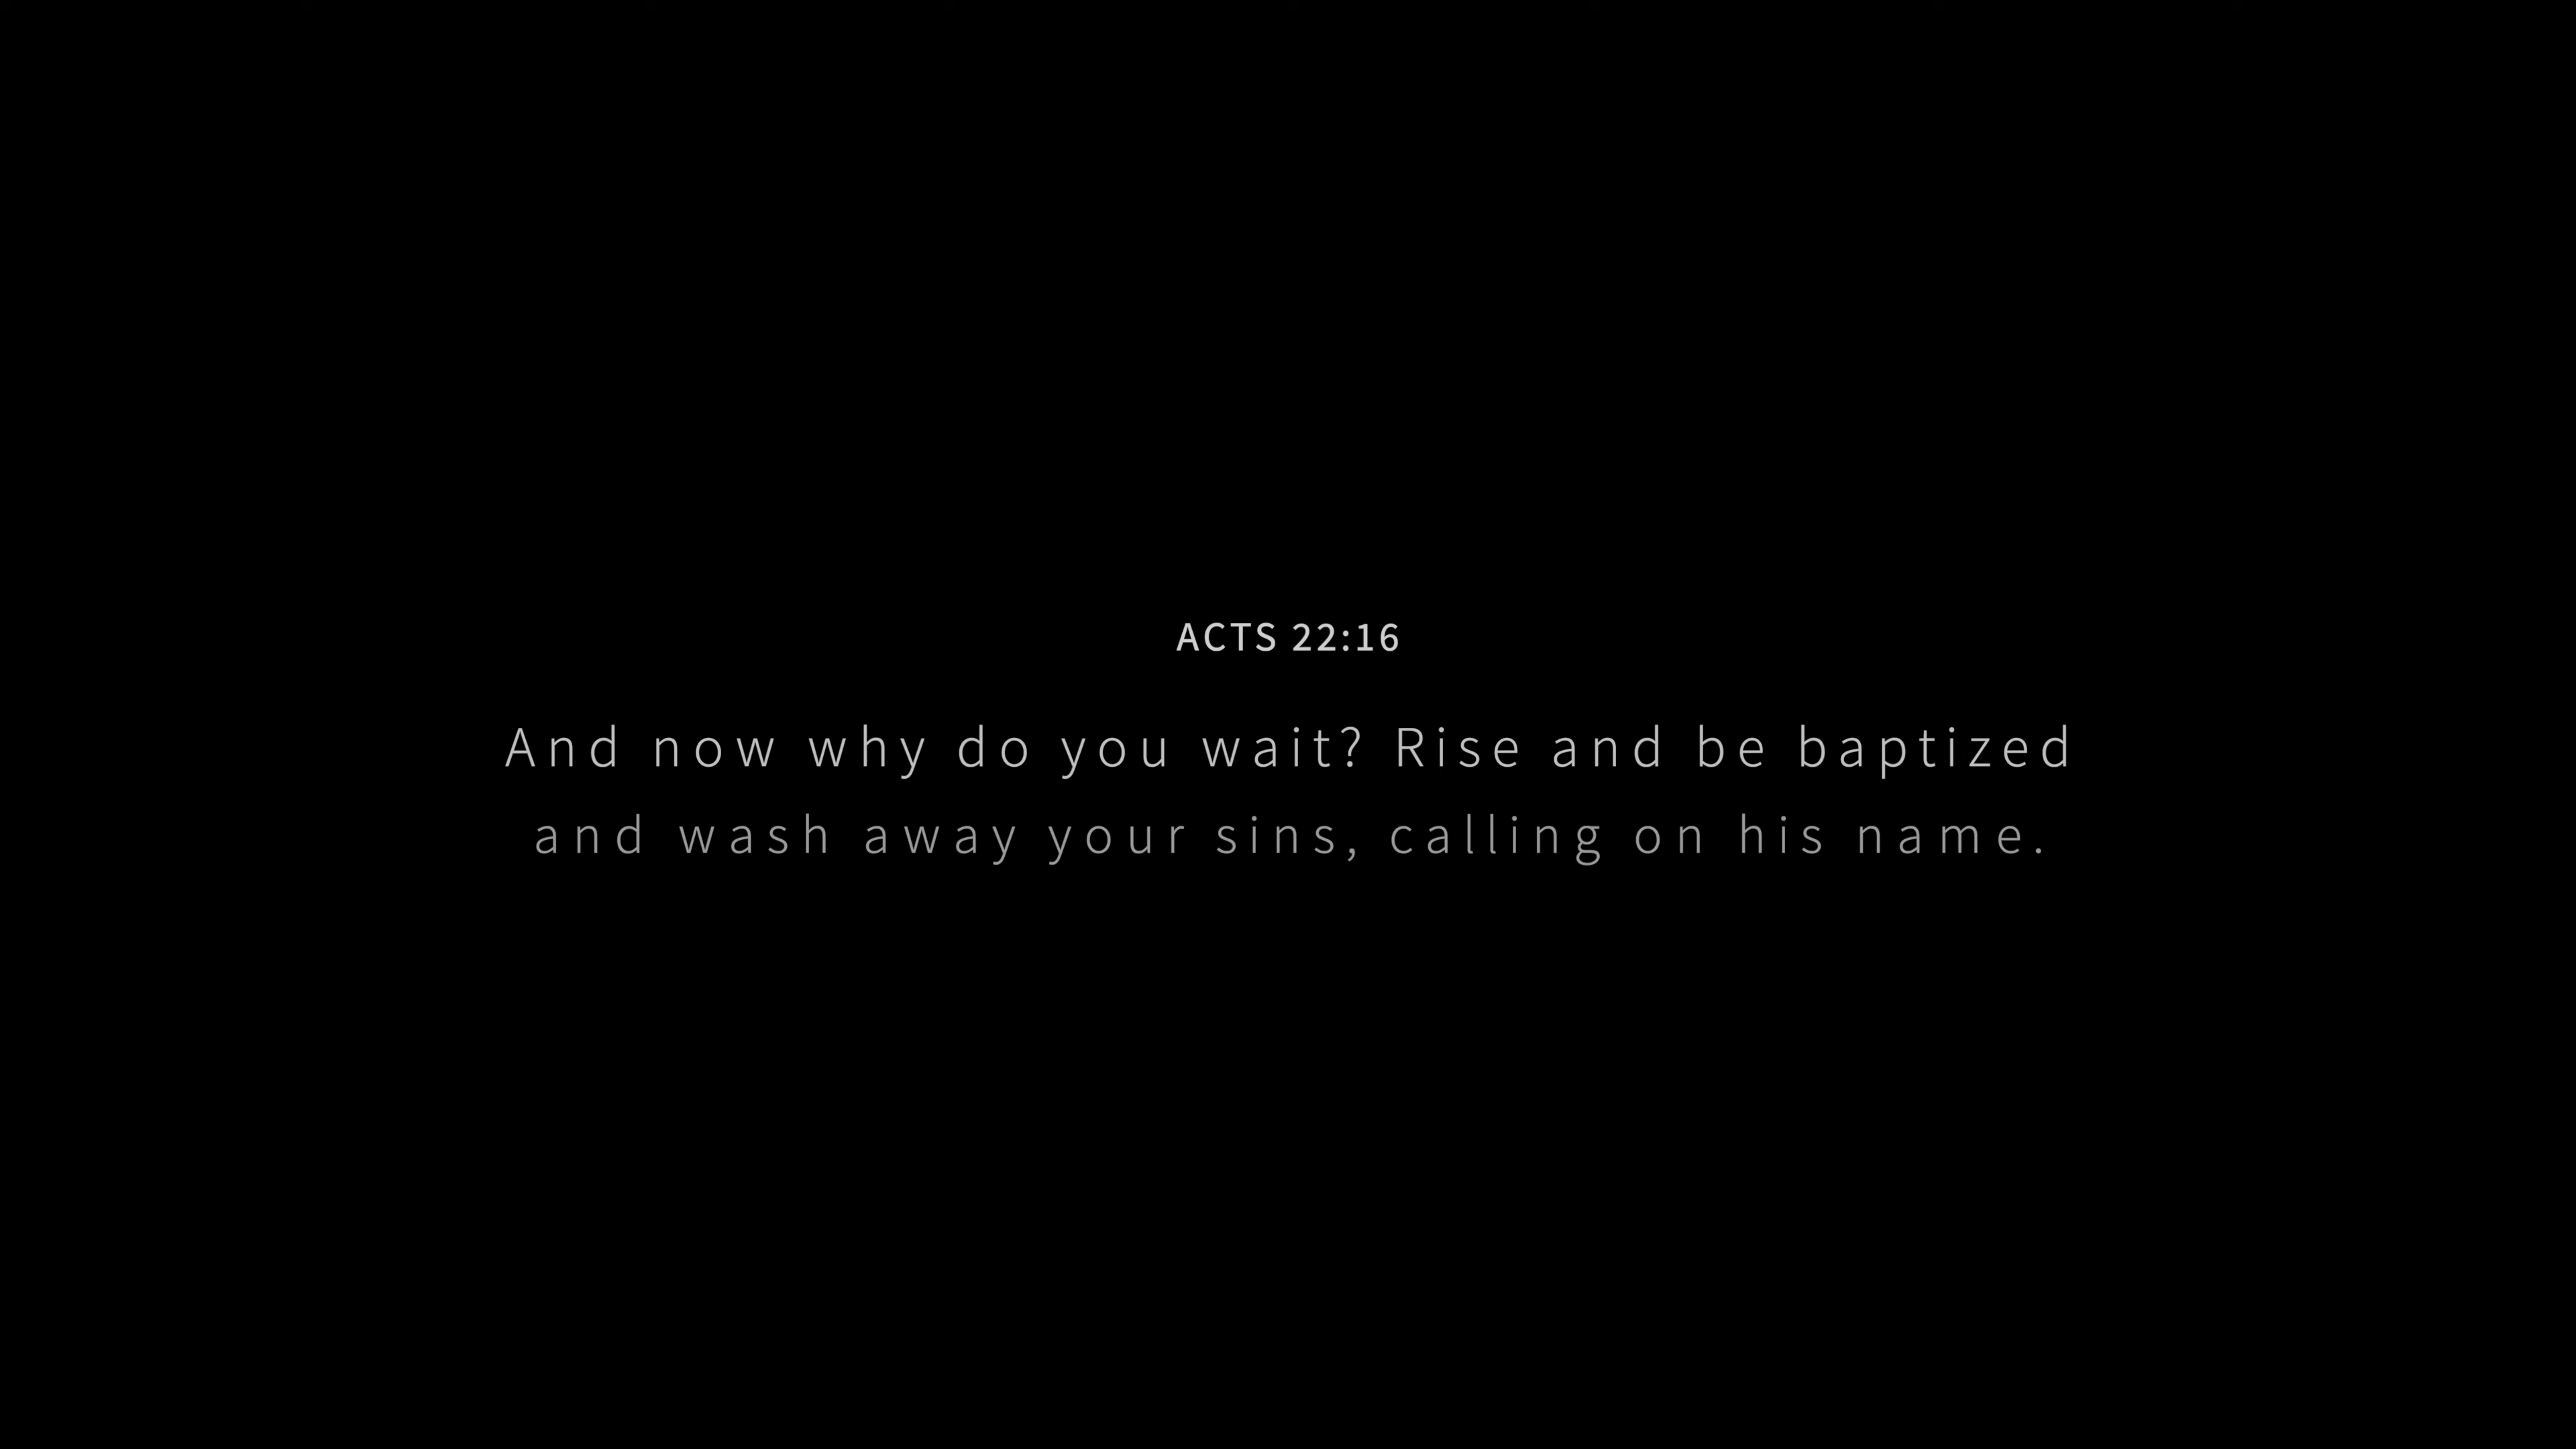 ACTS 22:16
And now why do you wait? Rise and be baptized
and wash away your sins, calling on his name.